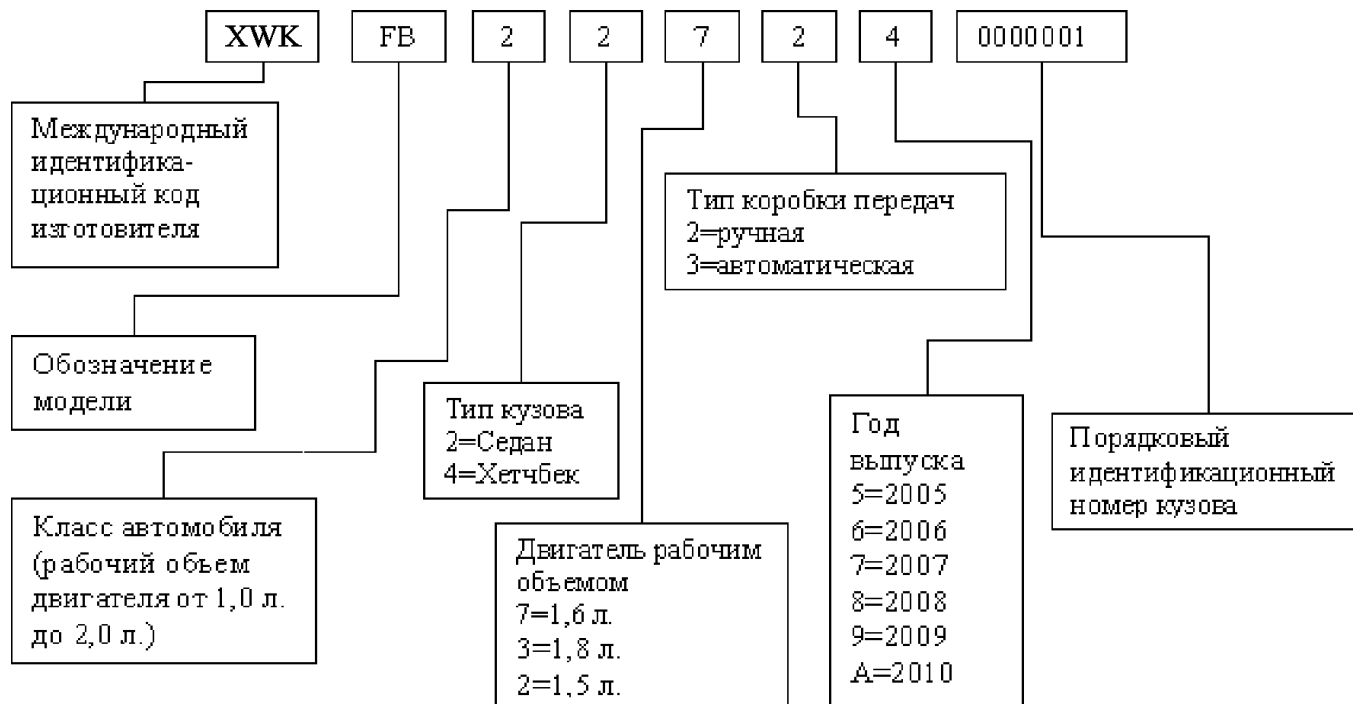 XWK FB 2 2 7 2 4 0000001
Международный
идентифика-
ционный код
изготовителя
Тип коробки передач
2=ручная
3=автоматическая
Обозначение
модели
Тип кузова
2=Седан
4=Хетчбек
Год
выпуска
5=2005
6=2006
7=2007
8=2008
9=2009
А=2010
Порядковый
идентификационный
номер кузова
Класс автомобиля
(рабочий объем
двигателя от 1,0 л.
до 2,0 л.)
Двигатель рабочим
объемом
7=1,6 л.
3=1,8 л.
2=1,5 л.